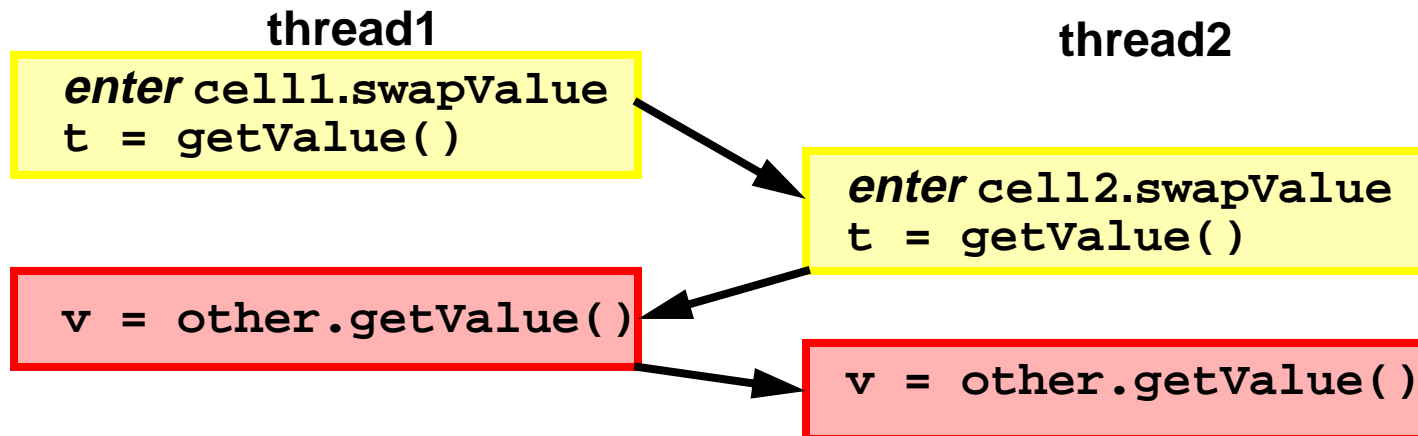 thread1
enter cell1.swapValue
t = getValue()
thread2
enter cell2.swapValue
t = getValue()
v = other.getValue()
v = other.getValue()